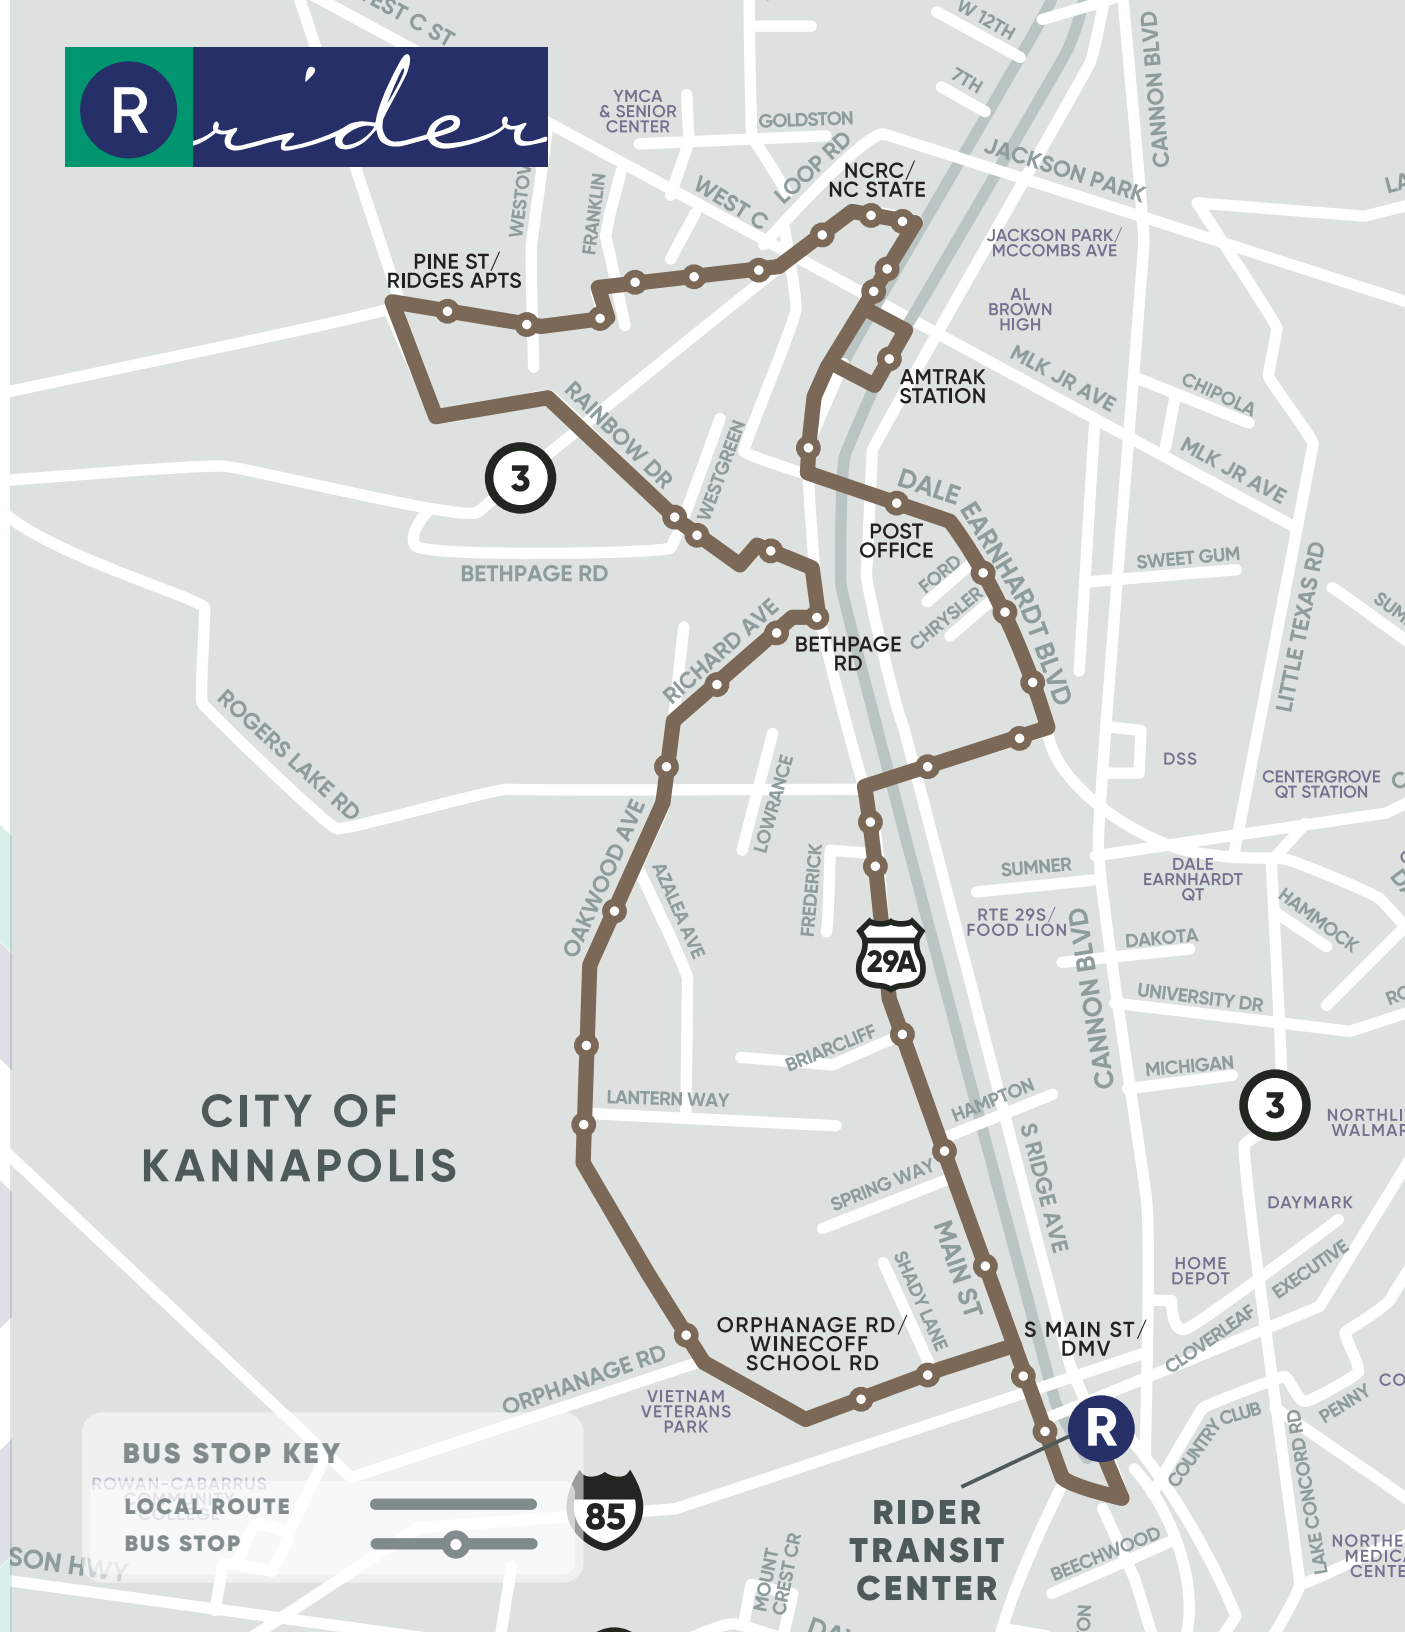 WEST C ST
W 12TH
CANNON BLVD
R rider
YMCA
& SENIOR
CENTER
7TH
GOLDSTON
LOOP RD
JACKSON PARK
NCRC/
NC STATE
WEST C
FRANKLIN
JACKSON PARK/
MCCOMBS AVE
PINE ST/
RIDGES APTS
AL
BROWN
HIGH
MLK JR AVE
CHIPOLA
AMTRAK
STATION
RAINBOW DR
WESTGREEN
MLK JR AVE
3
DALE EARNHARDT BLVD
POST
OFFICE
SWEET GUM
FORD
CHRYSLER
LITTLE TEXAS RD
BETHPAGE RD
RICHARD AVE
BETHPAGE
RD
ROGERS LAKE RD
DSS
CENTERGROVE
QT STATION
LOWRANCE
OAKWOOD AVE
AZALEA AVE
FREDERICK
SUMNER
DALE
EARNHARDT
QT
RTE 29S/
FOOD LION
HAMMOCK
DAKOTA
29A
CANNON BLVD
UNIVERSITY DR
BRIARCLIFF
MICHIGAN
LANTERN WAY
HAMPTON
3
CITY OF
KANNAPOLIS
S RIDGE AVE
SPRING WAY
DAYMARK
MAIN ST
SHADY LANE
HOME
DEPOT
EXECUTIVE
CLOVERLEAF
ORPHANAGE RD/
WINECOFF
SCHOOL RD
S MAIN ST/
DMV
ORPHANAGE RD
VIETNAM
VETERANS
PARK
PENNY
COUNTRY CLUB
LAKE CONCORD RD
R
BUS STOP KEY
ROWAN-CABARRUS
COMMUNITY
COLLEGE
LOCAL ROUTE
BUS STOP
85
RIDER
TRANSIT
CENTER
BEECHWOOD
MOUNT
CREST CR
SON HWY